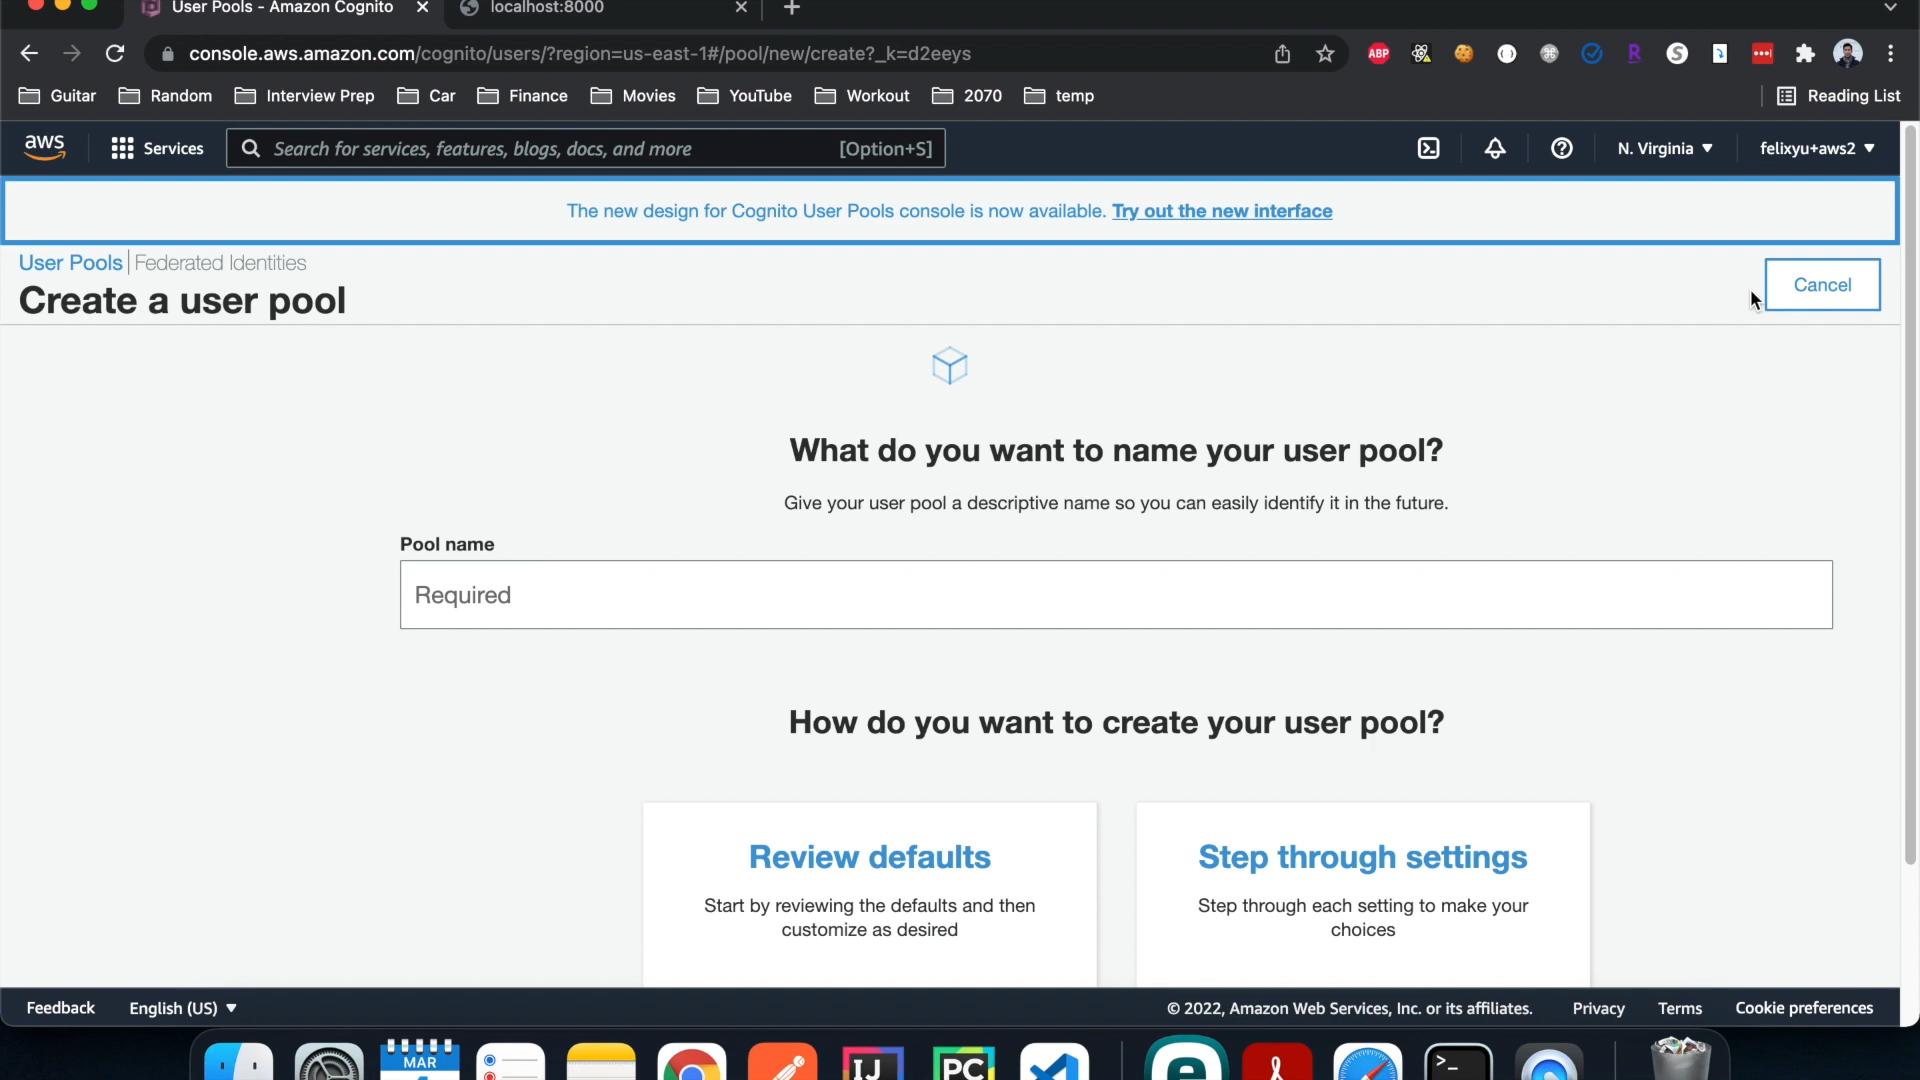 User Pools - Amazon Cognito
localhost:8000
console.aws.amazon.com/cognito/users/?region=us-east-1#/pool/new/create?_k=d2eeys
ABP
R
S
Guitar
Random
Interview Prep
Car
Finance
Movies
YouTube
Workout
2070
temp
Reading List
aws
Services
Search for services, features, blogs, docs, and more
[Option+S]
N. Virginia
felixyu+aws2
The new design for Cognito User Pools console is now available. Try out the new interface
User Pools
Federated Identities
Cancel
Create a user pool
What do you want to name your user pool?
Give your user pool a descriptive name so you can easily identify it in the future.
Pool name
Required
How do you want to create your user pool?
Review defaults
Start by reviewing the defaults and then
customize as desired
Step through settings
Step through each setting to make your
choices
Feedback
English (US)
© 2022, Amazon Web Services, Inc. or its affiliates.
Privacy
Terms
Cookie preferences
MAR
IJ
PC
e
>_